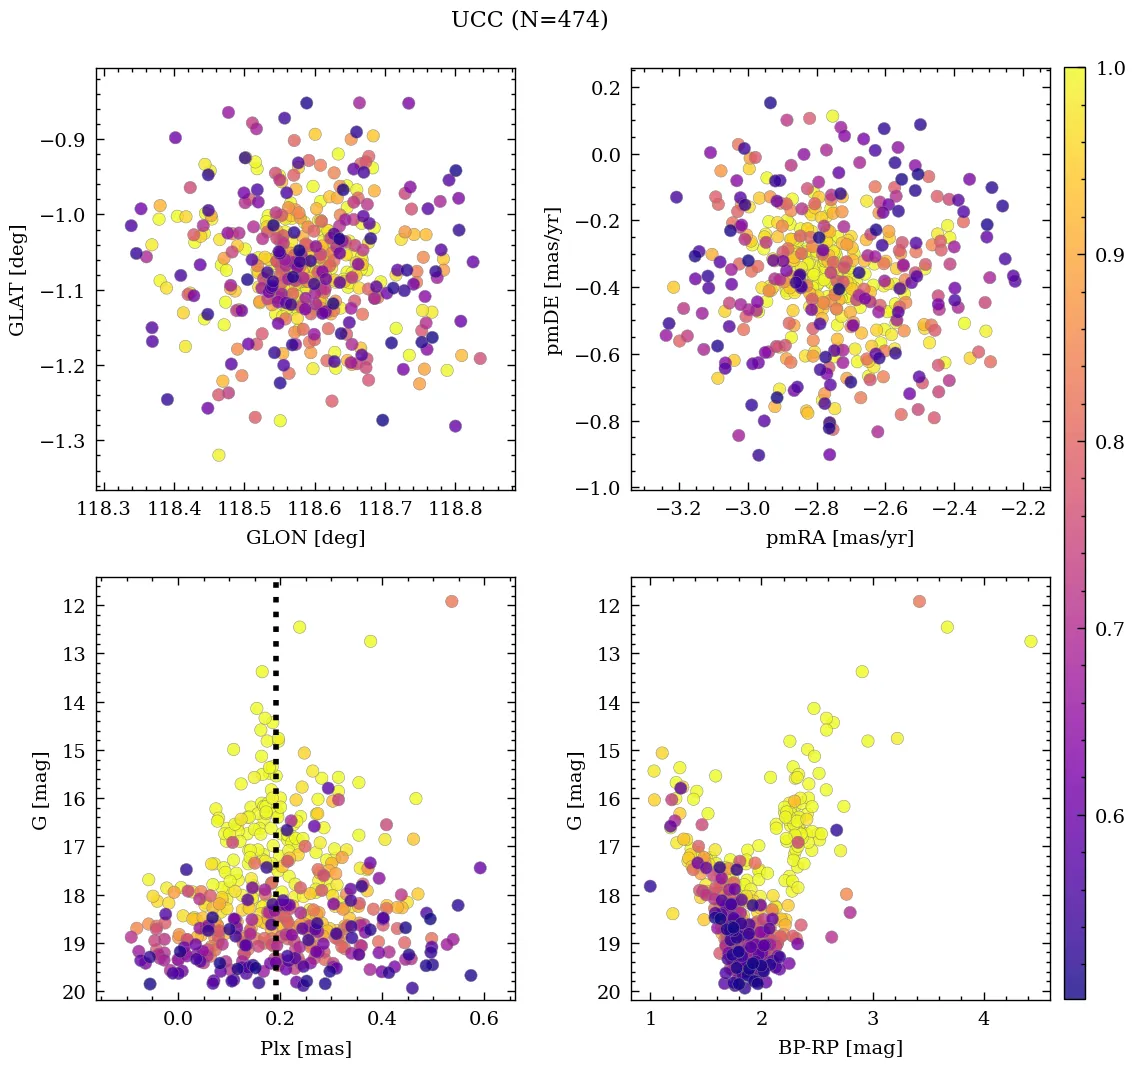 UCC (N=474)
−0.9
−1.0
−1.1
−1.2
−1.3
GLAT [deg]
118.3 118.4 118.5 118.6 118.7 118.8
GLON [deg]
0.2
0.0
−0.2
−0.4
−0.6
−0.8
−1.0
pmDE [mas/yr]
−3.2 −3.0 −2.8 −2.6 −2.4 −2.2
pmRA [mas/yr]
12
13
14
15
16
17
18
19
20
G [mag]
0.0 0.2 0.4 0.6
Plx [mas]
12
13
14
15
16
17
18
19
20
G [mag]
1 2 3 4
BP-RP [mag]
1.0
0.9
0.8
0.7
0.6